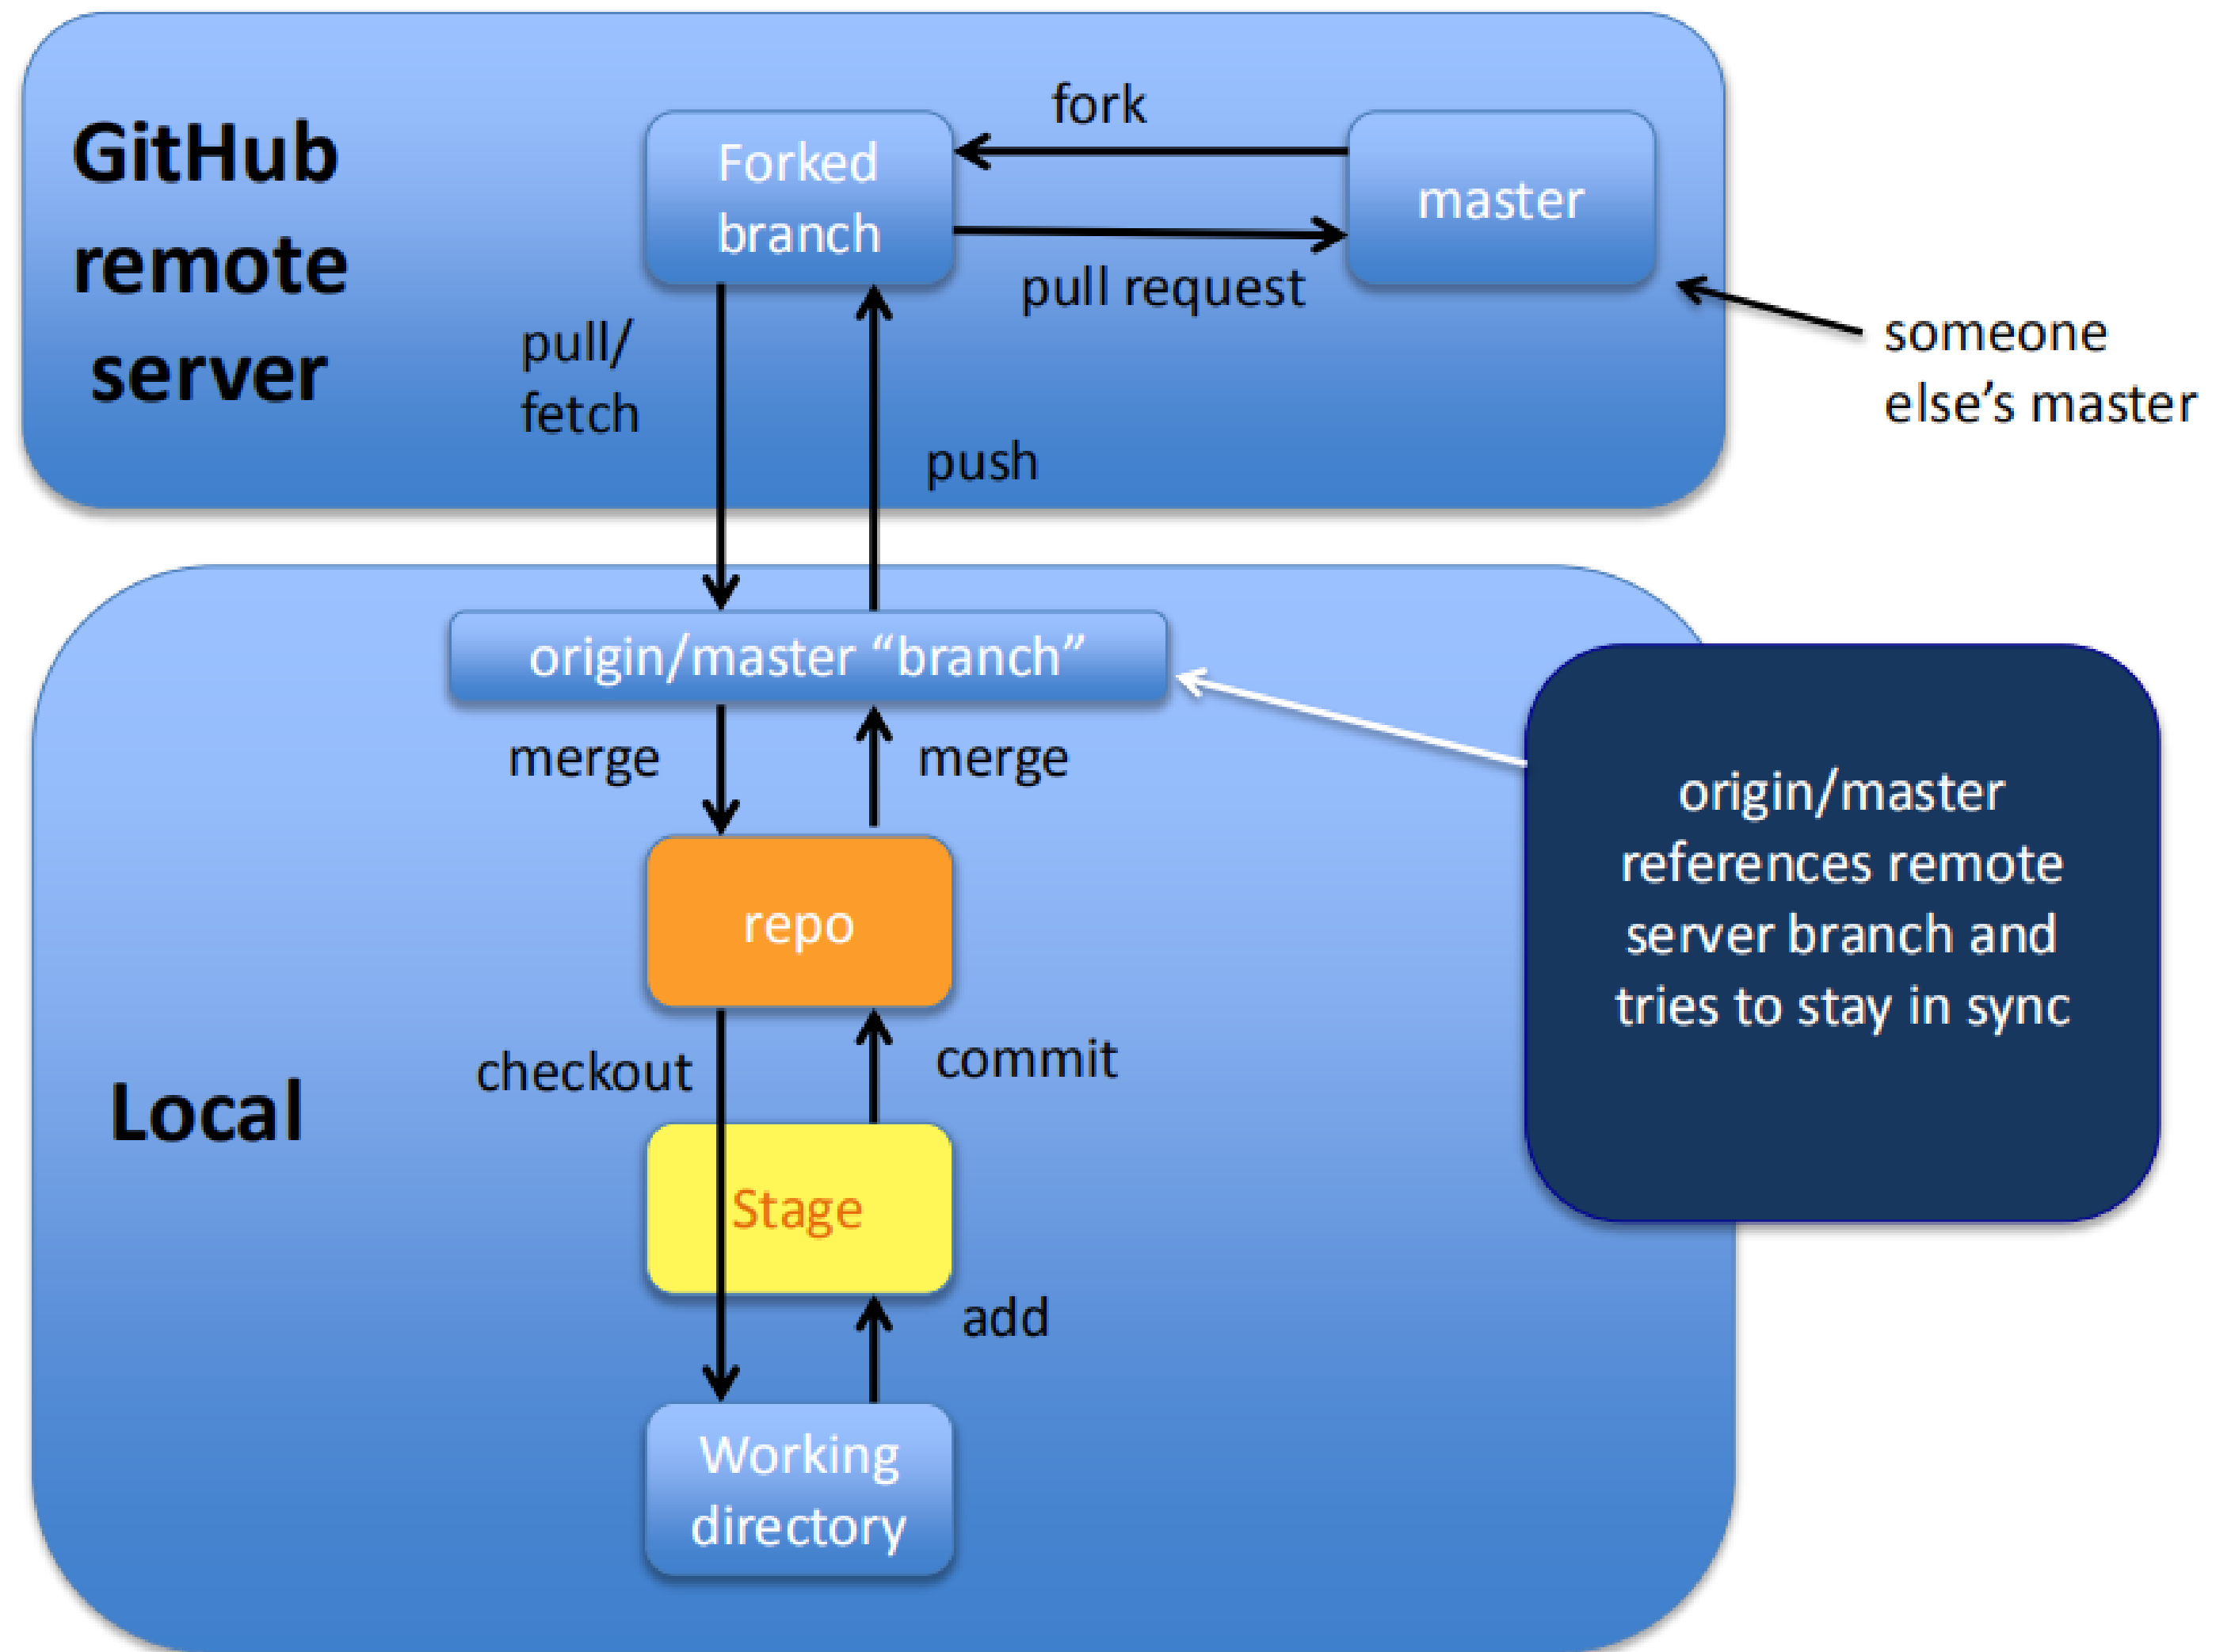 GitHub
remote
server
Forked
branch
fork
master
pull request
someone
else’s master
pull/
fetch
push
origin/master “branch”
merge
merge
origin/master
references remote
server branch and
tries to stay in sync
repo
checkout
commit
Local
Stage
add
Working
directory